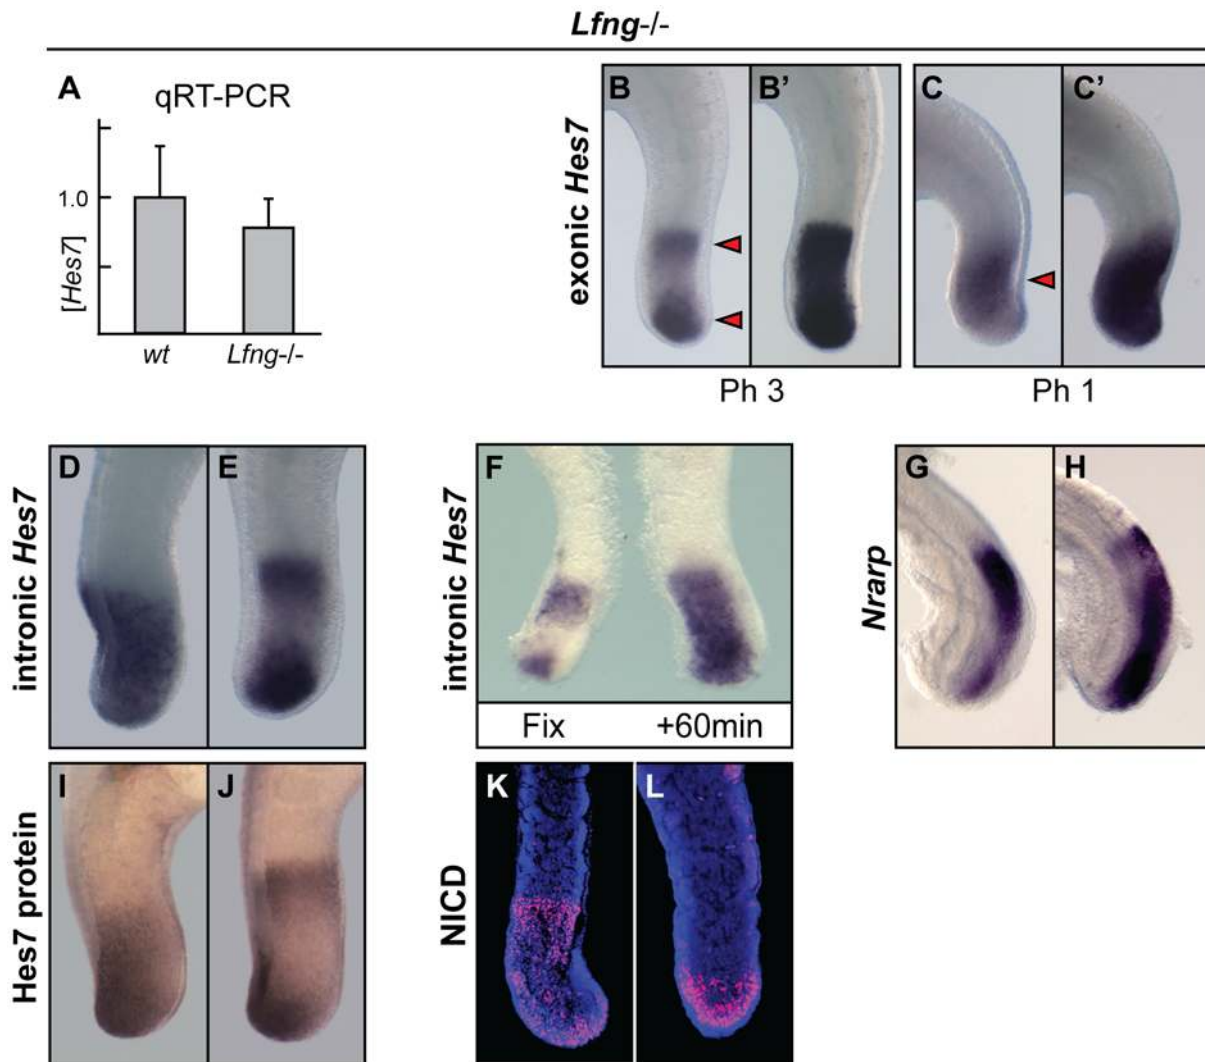 Lfng-/-
A
qRT-PCR
[Hes7]
1.0
wt
Lfng-/-
exonic Hes7
B
B'
C
C'
Ph 3
Ph 1
intronic Hes7
D
E
intronic Hes7
F
Fix
+60min
Nrarp
G
H
Hes7 protein
I
J
NICD
K
L